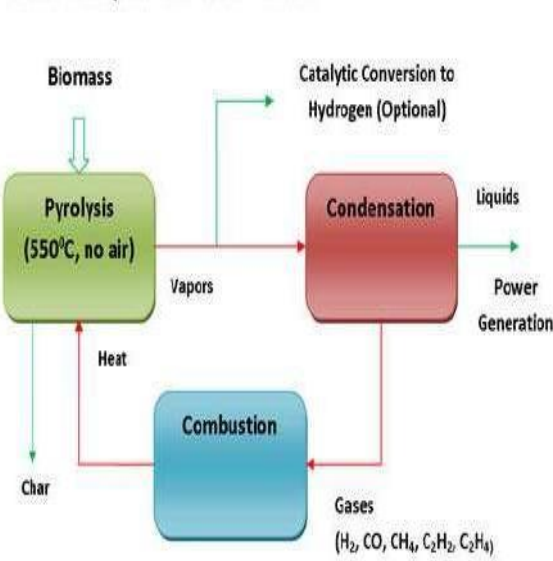 Biomass
Catalytic Conversion to
Hydrogen (Optional)
Pyrolysis
(550⁰C, no air)
Condensation
Liquids
Vapors
Power
Generation
Heat
Combustion
Char
Gases
(H₂, CO, CH₄, C₂H₂, C₂H₄)